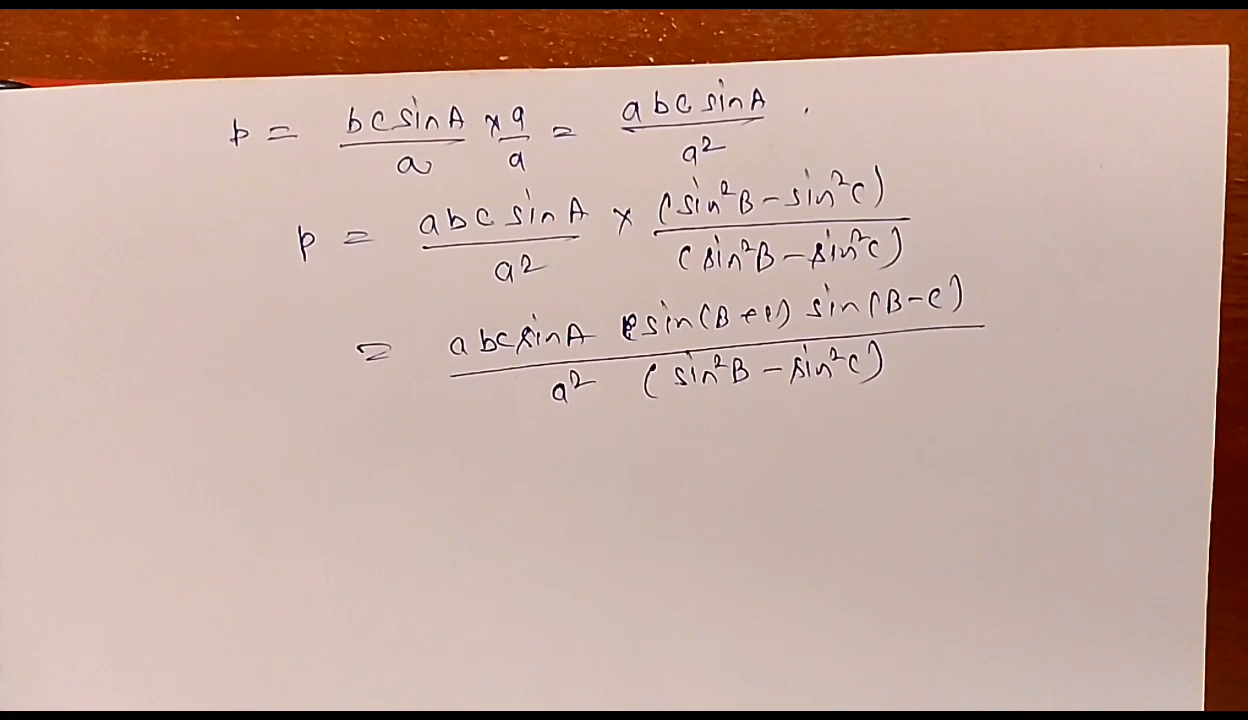 p = bc sinA / a × a/a = abc sinA / a²
p = abc sinA / a² × (sin²B - sin²C) / (sin²B - sin²C)
= abc sinA sin(B+C) sin(B-C) / a² (sin²B - sin²C)